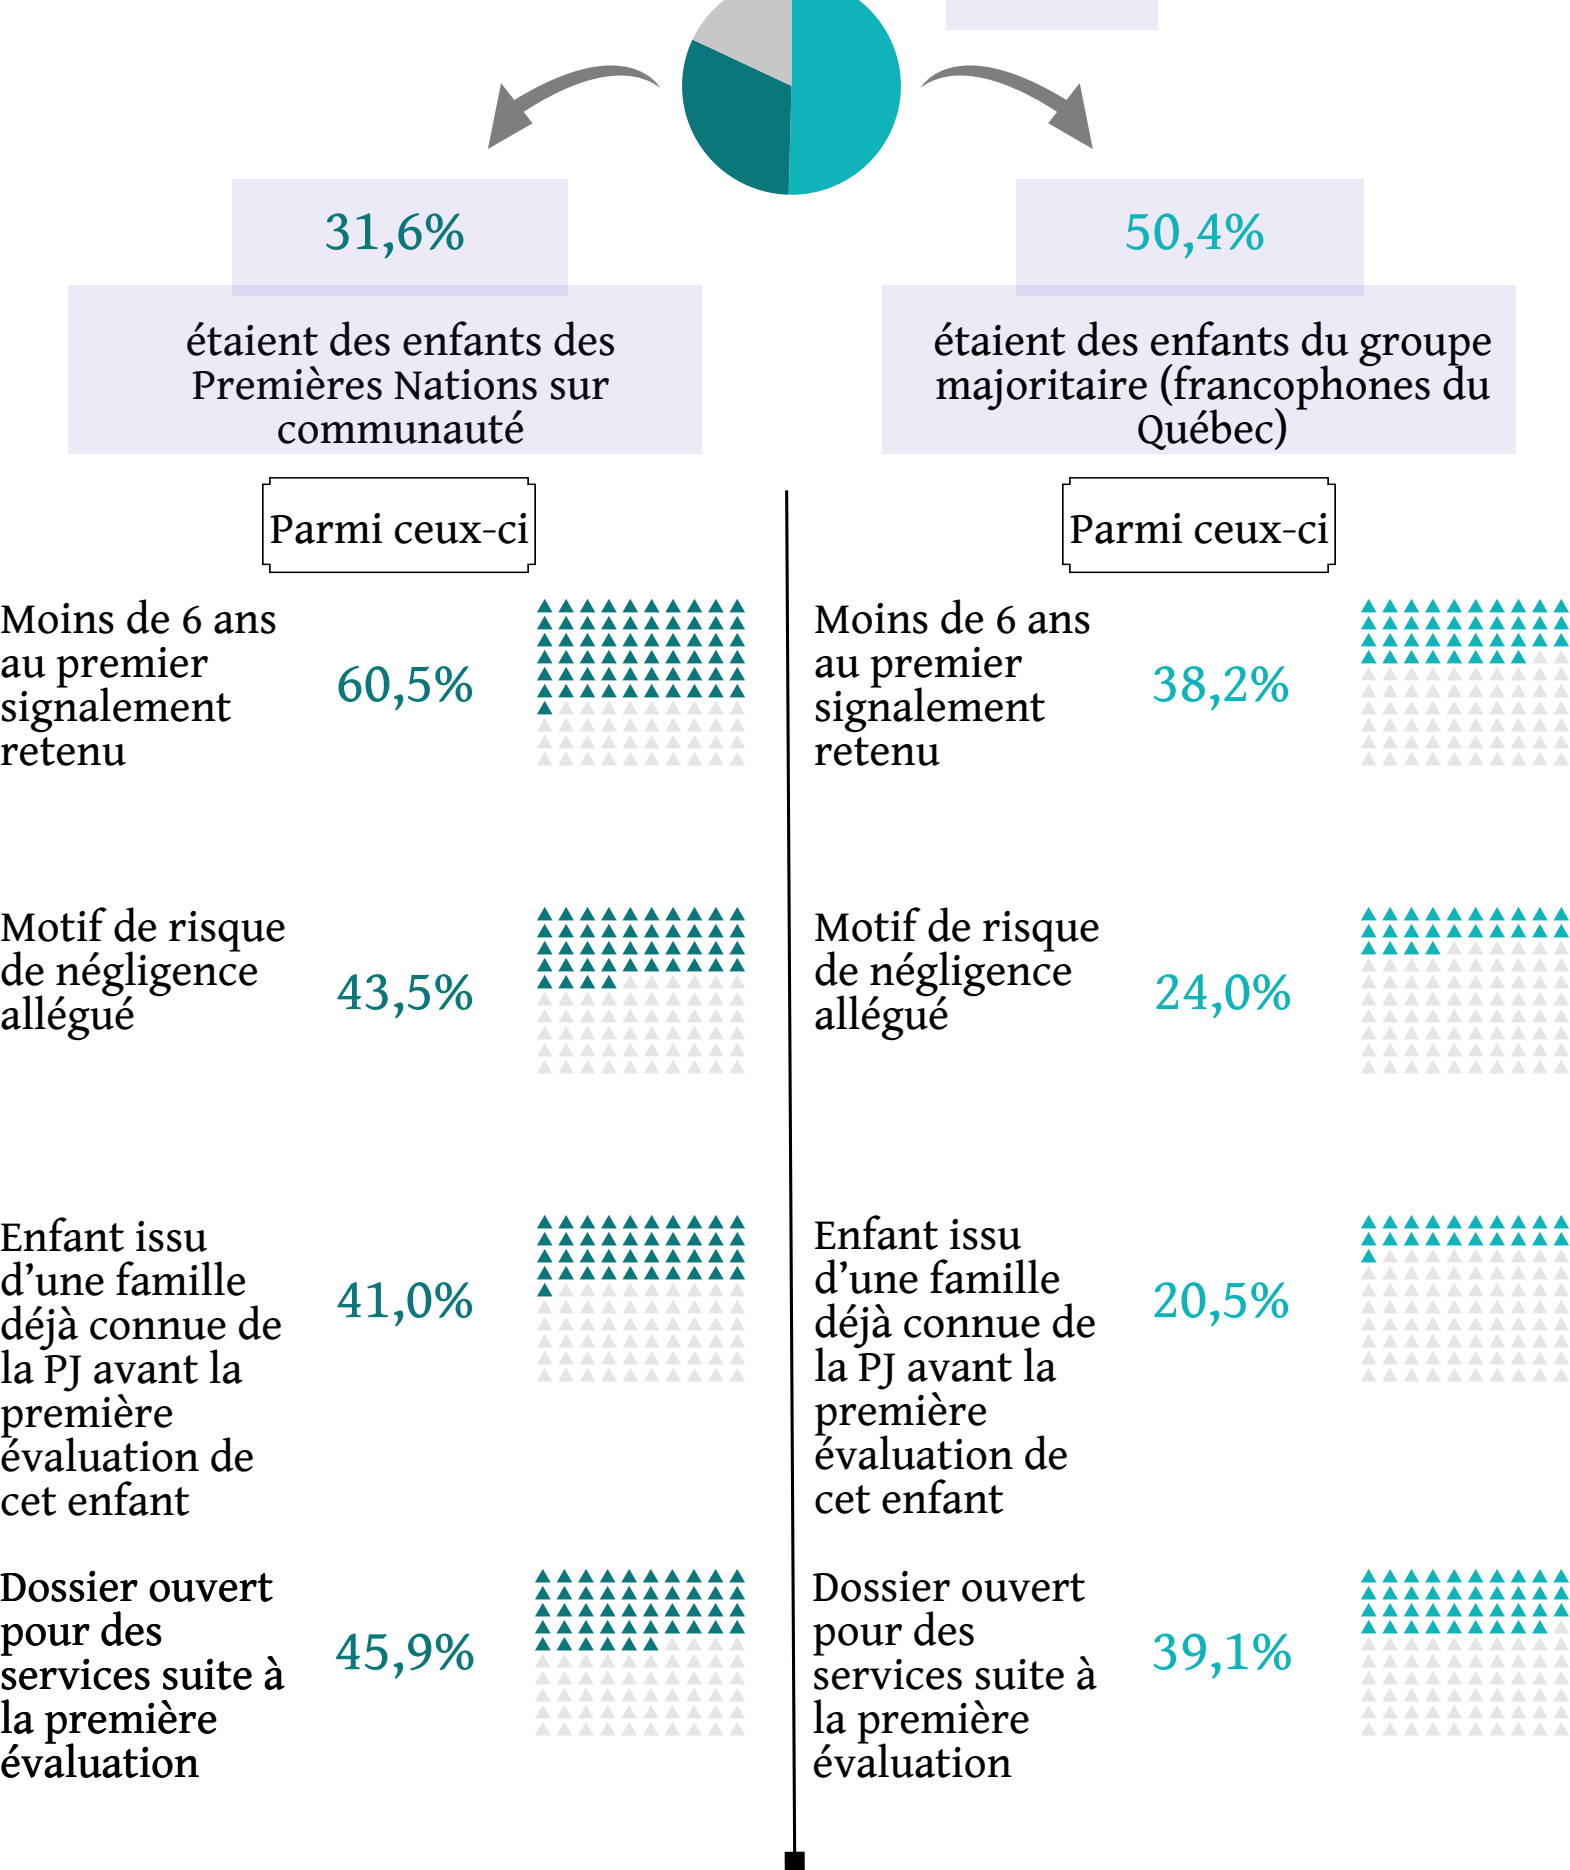 31,6%
étaient des enfants des
Premières Nations sur
communauté
Parmi ceux-ci
Moins de 6 ans
au premier
signalement
retenu
60,5%
Motif de risque
de négligence
allégué
43,5%
Enfant issu
d’une famille
déjà connue de
la PJ avant la
première
évaluation de
cet enfant
41,0%
Dossier ouvert
pour des
services suite à
la première
évaluation
45,9%
50,4%
étaient des enfants du groupe
majoritaire (francophones du
Québec)
Parmi ceux-ci
Moins de 6 ans
au premier
signalement
retenu
38,2%
Motif de risque
de négligence
allégué
24,0%
Enfant issu
d’une famille
déjà connue de
la PJ avant la
première
évaluation de
cet enfant
20,5%
Dossier ouvert
pour des
services suite à
la première
évaluation
39,1%